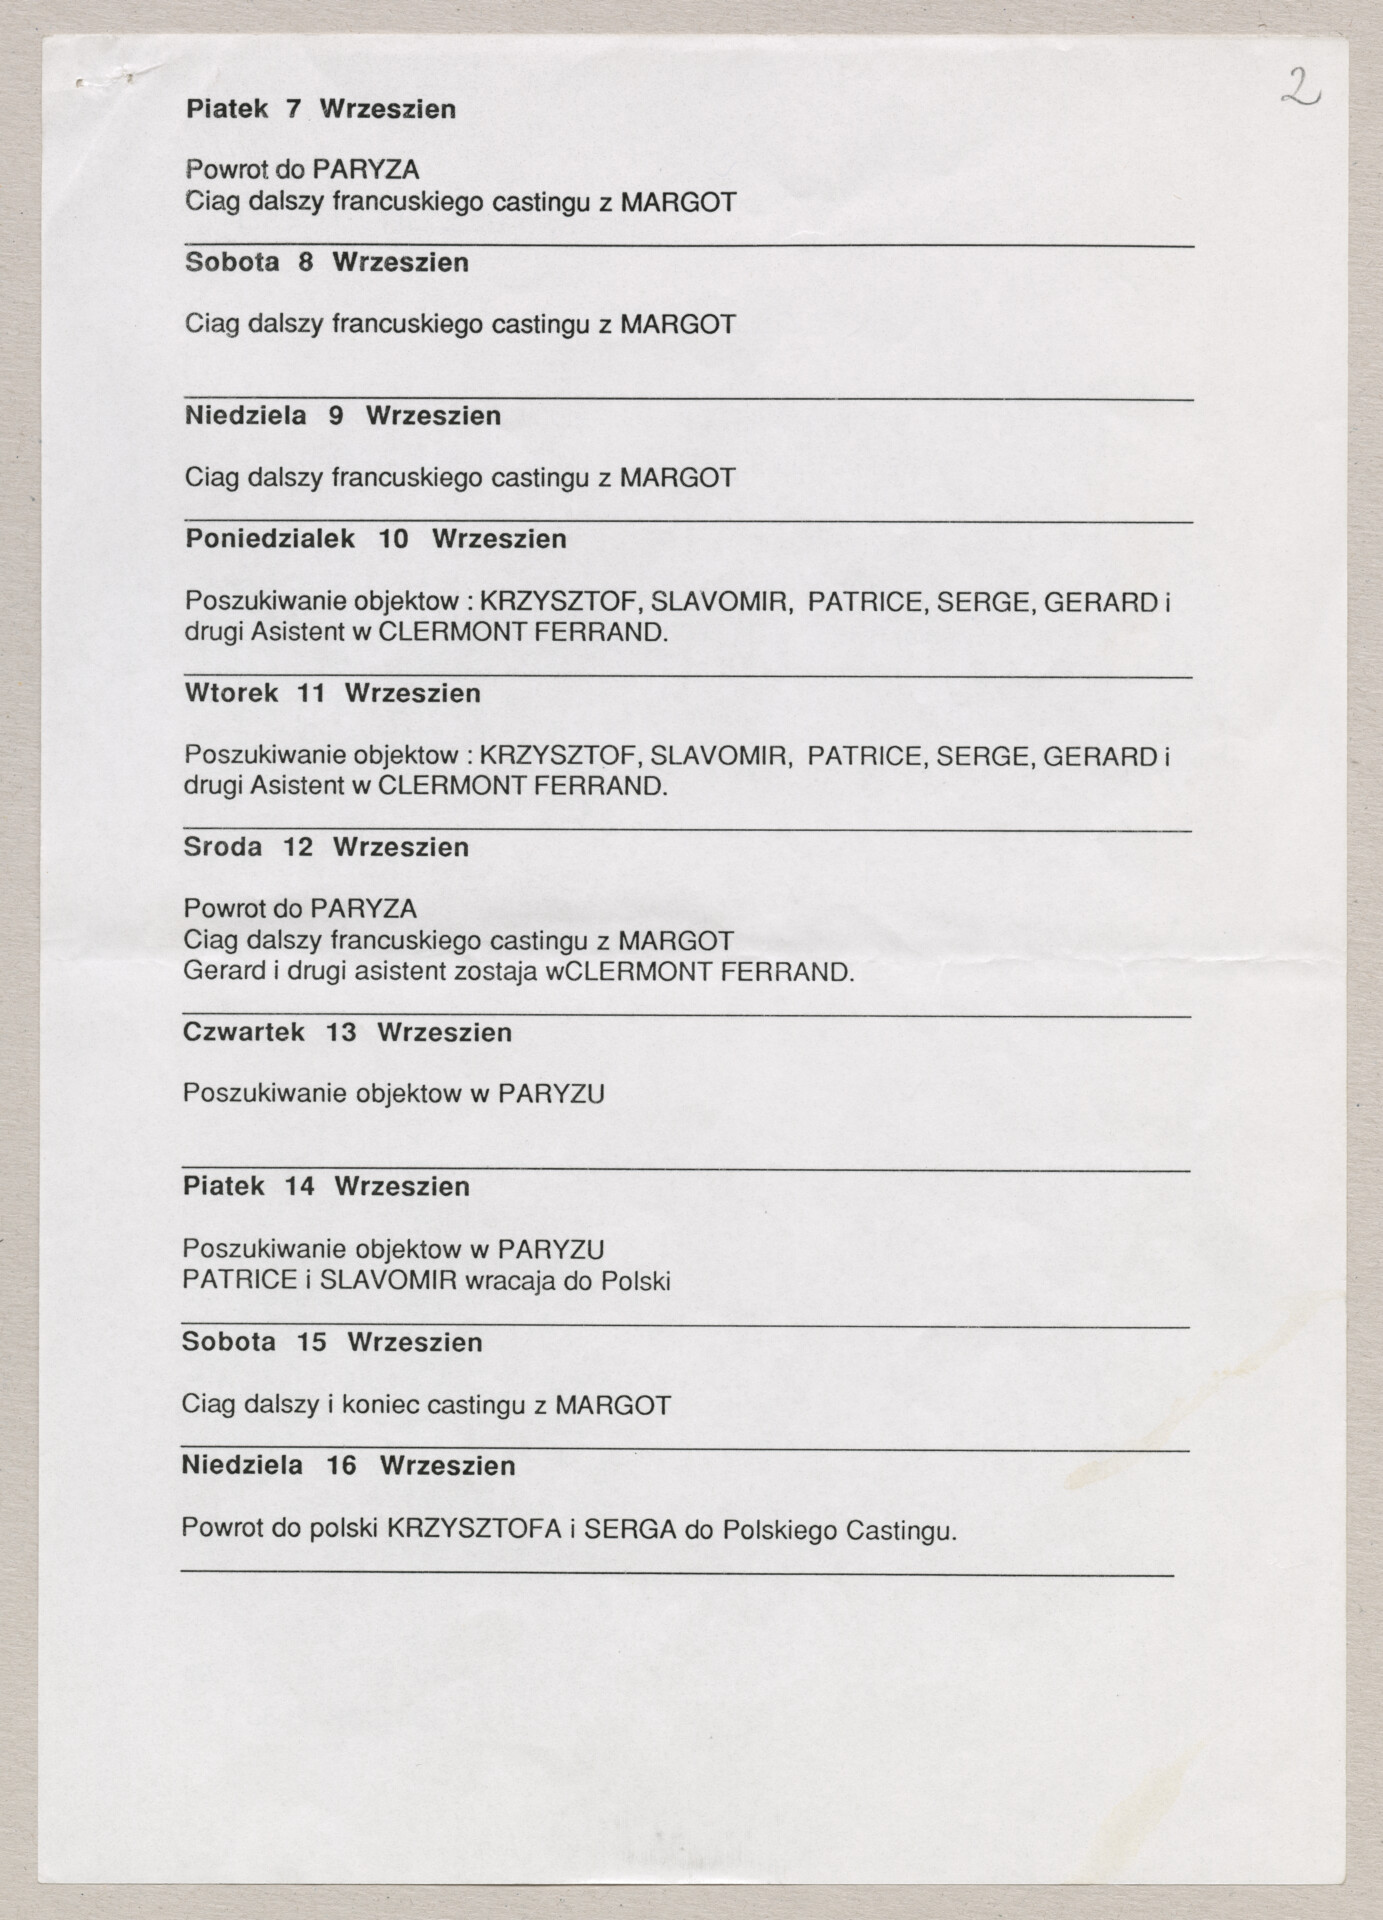 2
Piatek 7 Wrzeszien
Powrot do PARYZA
Ciag dalszy francuskiego castingu z MARGOT
Sobota 8 Wrzeszien
Ciag dalszy francuskiego castingu z MARGOT
Niedziela 9 Wrzeszien
Ciag dalszy francuskiego castingu z MARGOT
Poniedzialek 10 Wrzeszien
Poszukiwanie objektow : KRZYSZTOF, SLAVOMIR, PATRICE, SERGE, GERARD i
drugi Asistent w CLERMONT FERRAND.
Wtorek 11 Wrzeszien
Poszukiwanie objektow : KRZYSZTOF, SLAVOMIR, PATRICE, SERGE, GERARD i
drugi Asistent w CLERMONT FERRAND.
Sroda 12 Wrzeszien
Powrot do PARYZA
Ciag dalszy francuskiego castingu z MARGOT
Gerard i drugi asistent zostaja wCLERMONT FERRAND.
Czwartek 13 Wrzeszien
Poszukiwanie objektow w PARYZU
Piatek 14 Wrzeszien
Poszukiwanie objektow w PARYZU
PATRICE i SLAVOMIR wracaja do Polski
Sobota 15 Wrzeszien
Ciag dalszy i koniec castingu z MARGOT
Niedziela 16 Wrzeszien
Powrot do polski KRZYSZTOFA i SERGA do Polskiego Castingu.